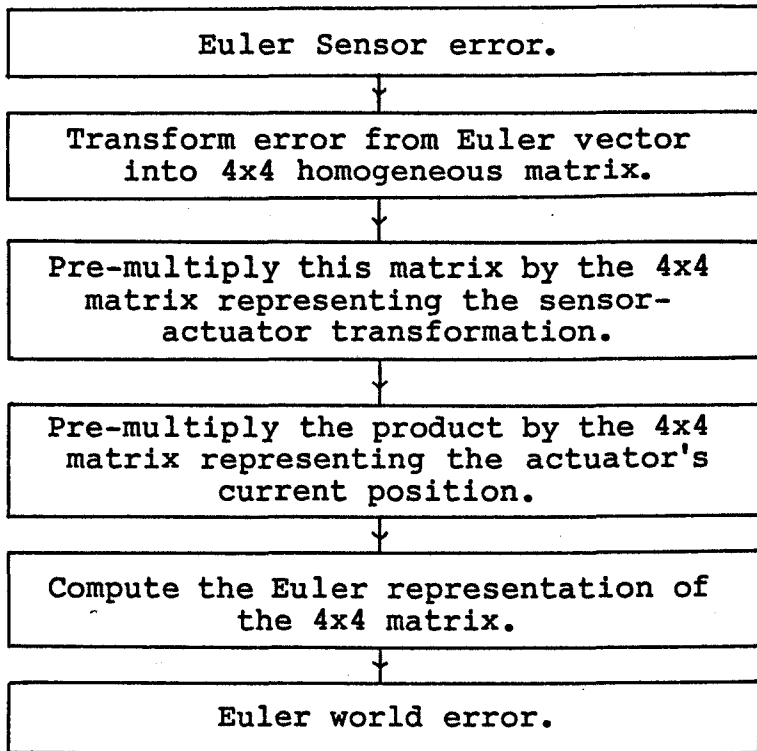 Euler Sensor error.
Transform error from Euler vector
into 4x4 homogeneous matrix.
Pre-multiply this matrix by the 4x4
matrix representing the sensor-
actuator transformation.
Pre-multiply the product by the 4x4
matrix representing the actuator's
current position.
Compute the Euler representation of
the 4x4 matrix.
Euler world error.